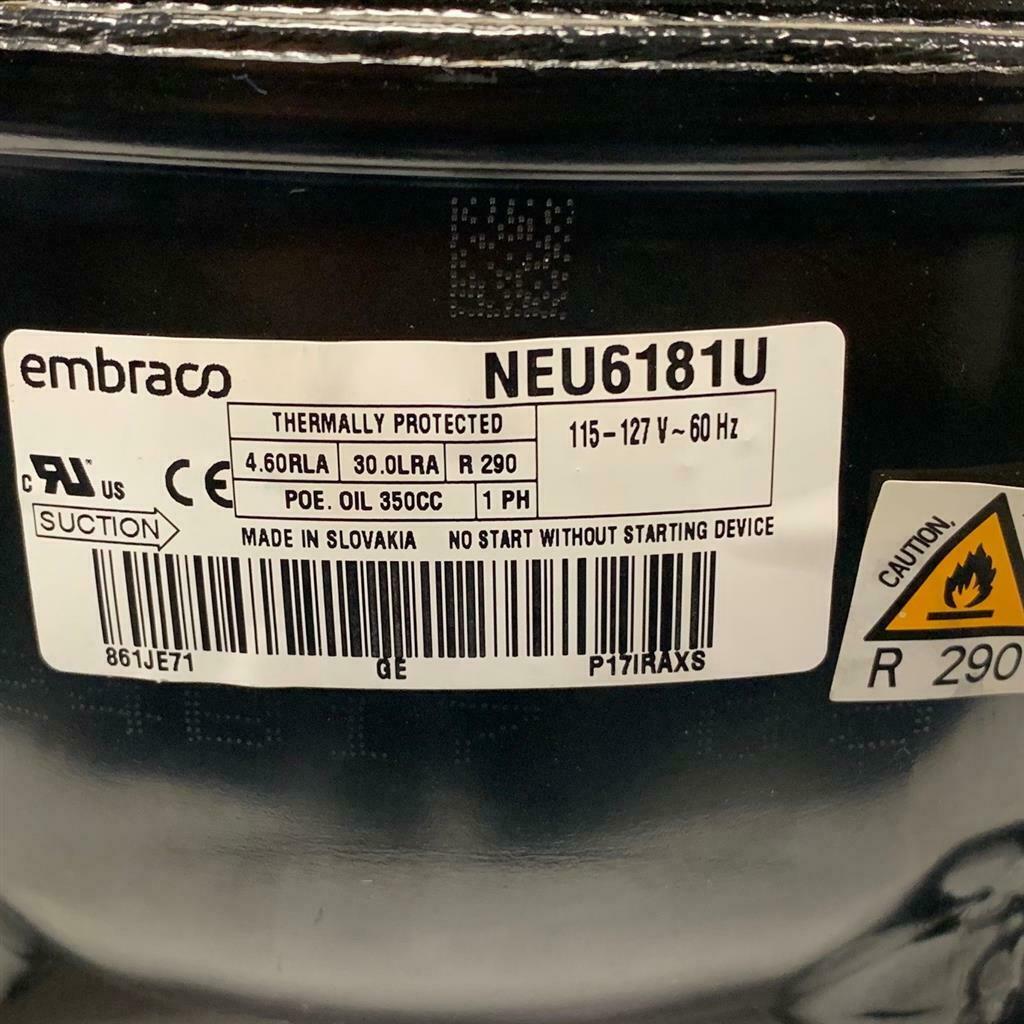 embraco
NEU6181U
THERMALLY PROTECTED
115-127 V~60 Hz
4.60RLA 30.0LRA R 290
POE. OIL 350CC 1 PH
C RU US CE
SUCTION
MADE IN SLOVAKIA NO START WITHOUT STARTING DEVICE
861JE71 GE P17IRAXS
CAUTION,
R 290